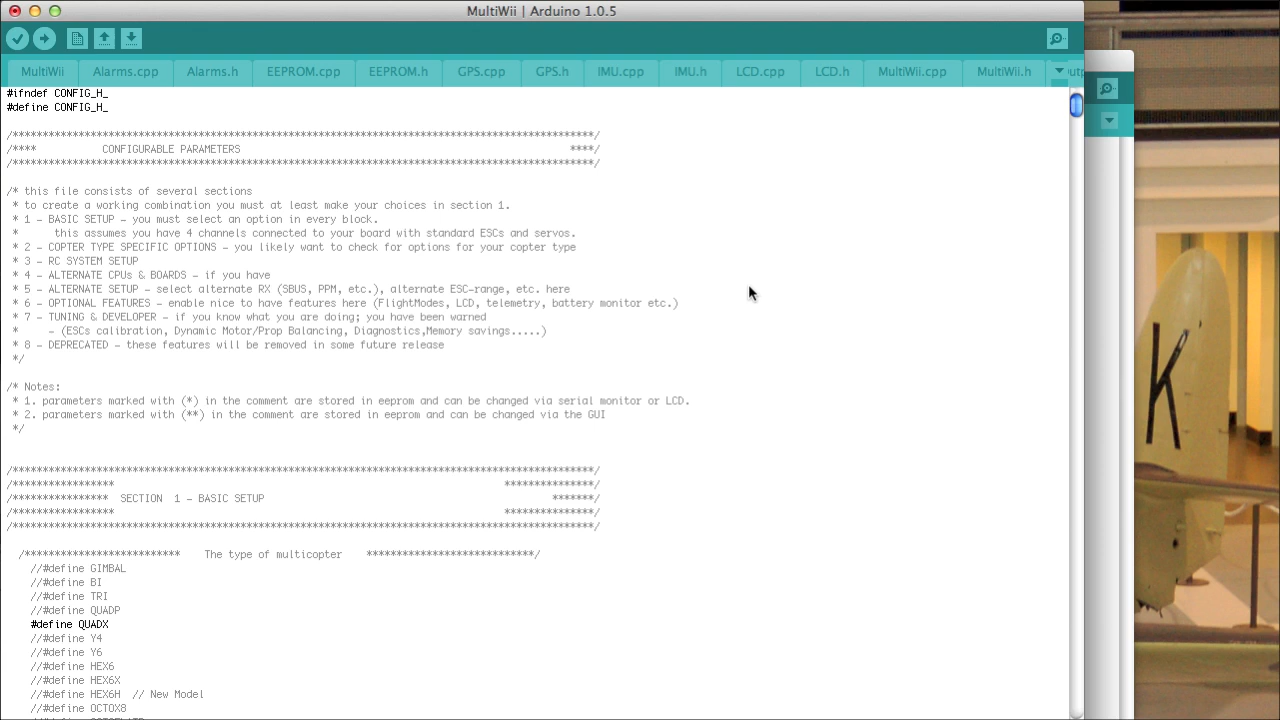 MultiWii | Arduino 1.0.5
MultiWii Alarms.cpp Alarms.h EEPROM.cpp EEPROM.h GPS.cpp GPS.h IMU.cpp IMU.h LCD.cpp LCD.h MultiWii.cpp MultiWii.h
#ifndef CONFIG_H_
#define CONFIG_H_
/*************************************************************************************************/
/**** CONFIGURABLE PARAMETERS ****/
/*************************************************************************************************/
/* this file consists of several sections
* to create a working combination you must at least make your choices in section 1.
* 1 - BASIC SETUP - you must select an option in every block.
* this assumes you have 4 channels connected to your board with standard ESCs and servos.
* 2 - COPTER TYPE SPECIFIC OPTIONS - you likely want to check for options for your copter type
* 3 - RC SYSTEM SETUP
* 4 - ALTERNATE CPUs & BOARDS - if you have
* 5 - ALTERNATE SETUP - select alternate RX (SBUS, PPM, etc.), alternate ESC-range, etc. here
* 6 - OPTIONAL FEATURES - enable nice to have features here (FlightModes, LCD, telemetry, battery monitor etc.)
* 7 - TUNING & DEVELOPER - if you know what you are doing; you have been warned
* - (ESCs calibration, Dynamic Motor/Prop Balancing, Diagnostics,Memory savings.....)
* 8 - DEPRECATED - these features will be removed in some future release
*/
/* Notes:
* 1. parameters marked with (*) in the comment are stored in eeprom and can be changed via serial monitor or LCD.
* 2. parameters marked with (**) in the comment are stored in eeprom and can be changed via the GUI
*/
/*************************************************************************************************/
/***************** ***************/
/**************** SECTION 1 - BASIC SETUP *******/
/***************** ***************/
/*************************************************************************************************/
/************************** The type of multicopter ****************************/
//#define GIMBAL
//#define BI
//#define TRI
//#define QUADP
#define QUADX
//#define Y4
//#define Y6
//#define HEX6
//#define HEX6X
//#define HEX6H // New Model
//#define OCTOX8
K